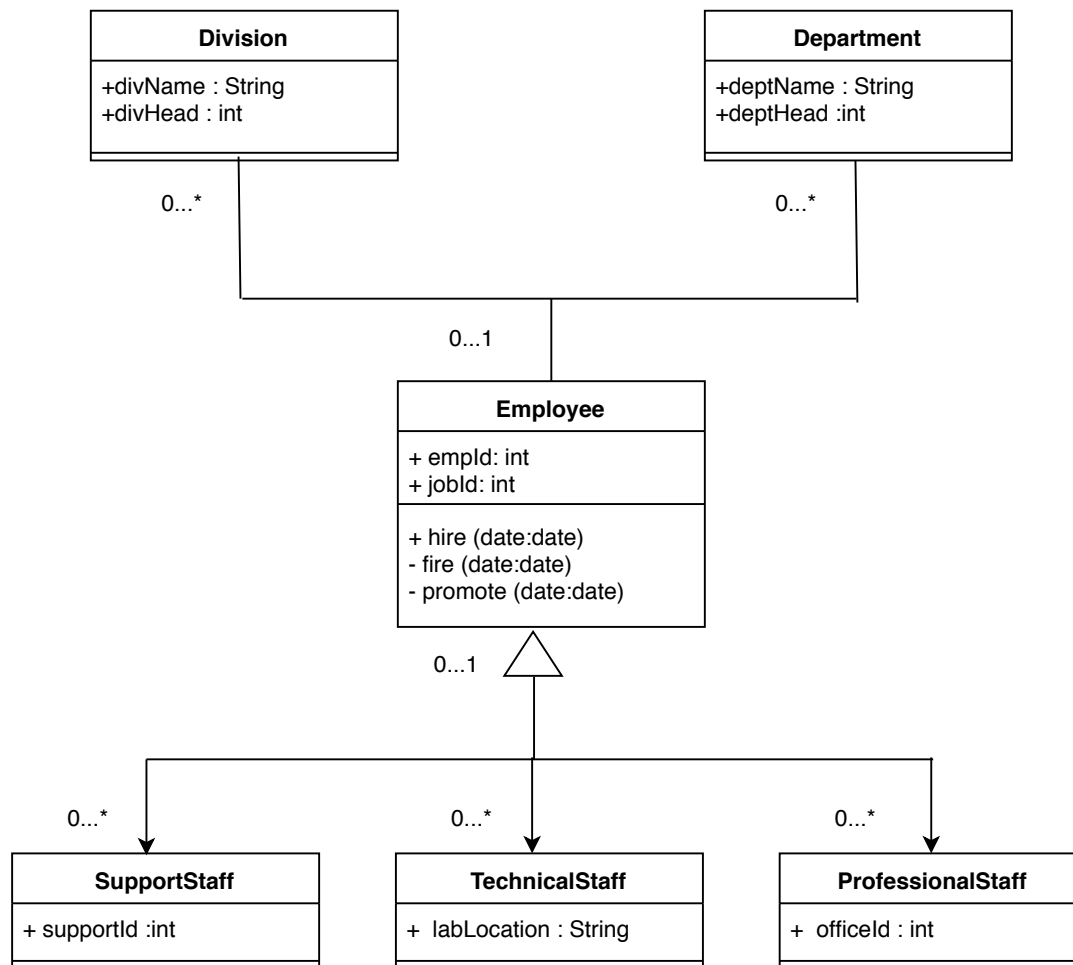 Division
+divName : String
+divHead : int
Department
+deptName : String
+deptHead :int
0...*
0...*
0...1
Employee
+ empId: int
+ jobId: int
+ hire (date:date)
- fire (date:date)
- promote (date:date)
0...1
0...*
0...*
0...*
SupportStaff
+ supportId :int
TechnicalStaff
+ labLocation : String
ProfessionalStaff
+ officeId : int